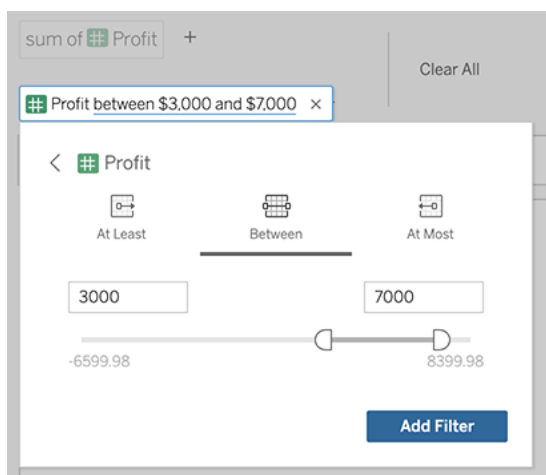 sum of # Profit +
Clear All
# Profit between $3,000 and $7,000 ×
# Profit
At Least Between At Most
3000 7000
-6599.98 8399.98
Add Filter